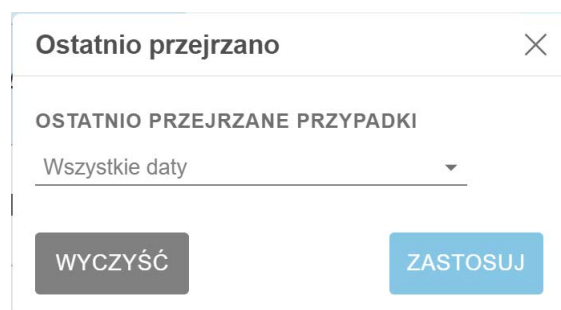 Ostatnio przejrzano
OSTATNIO PRZEJRZANE PRZYPADKI
Wszystkie daty
WYCZYŚĆ
ZASTOSUJ